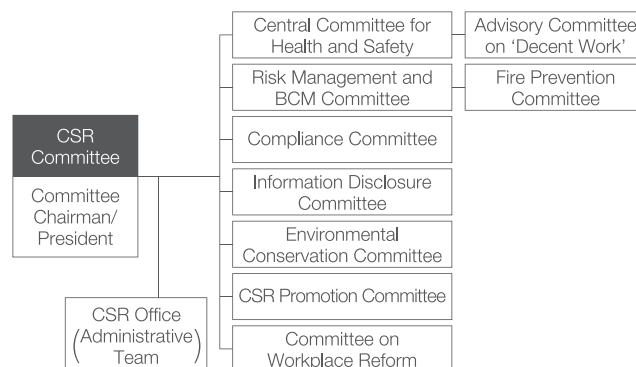 Central Committee for
Health and Safety
Advisory Committee
on ‘Decent Work’
Risk Management and
BCM Committee
Fire Prevention
Committee
CSR
Committee
Committee
Chairman/
President
Compliance Committee
Information Disclosure
Committee
Environmental
Conservation Committee
CSR Promotion Committee
CSR Office
(Administrative)
Team
Committee on
Workplace Reform